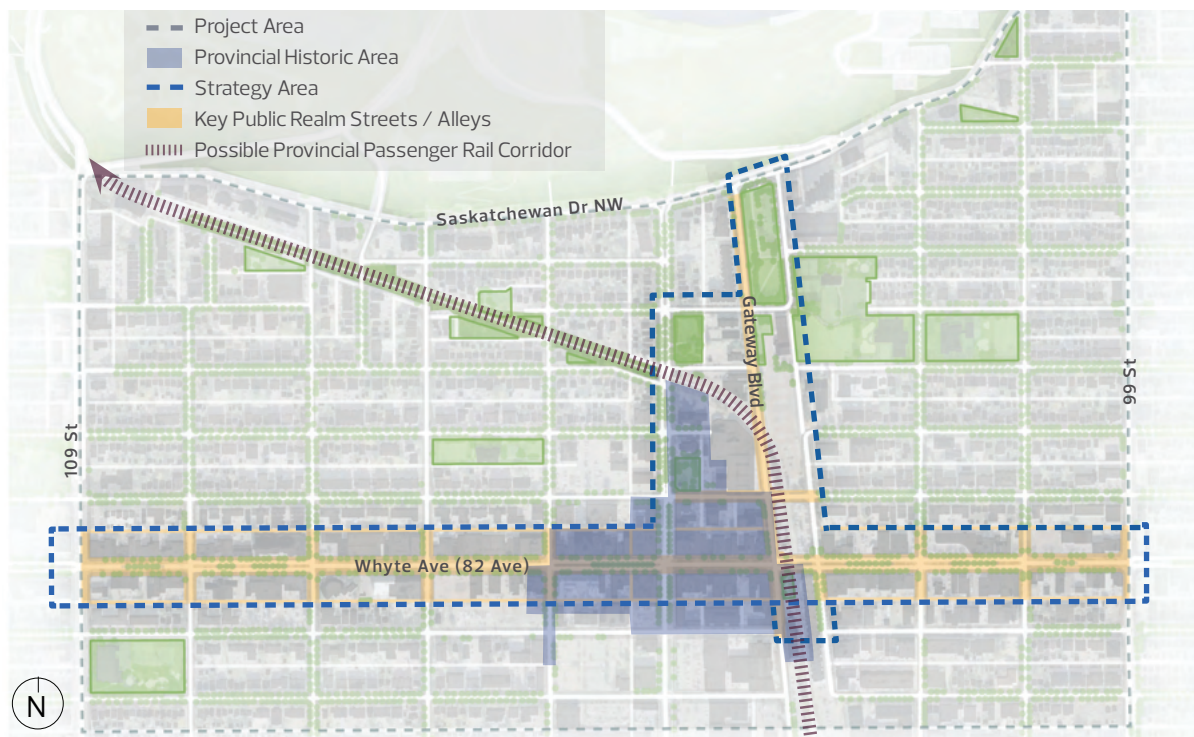 Project Area
Provincial Historic Area
Strategy Area
Key Public Realm Streets / Alleys
Possible Provincial Passenger Rail Corridor
Saskatchewan Dr NW
Gateway Blvd
99 St
109 St
Whyte Ave (82 Ave)
N